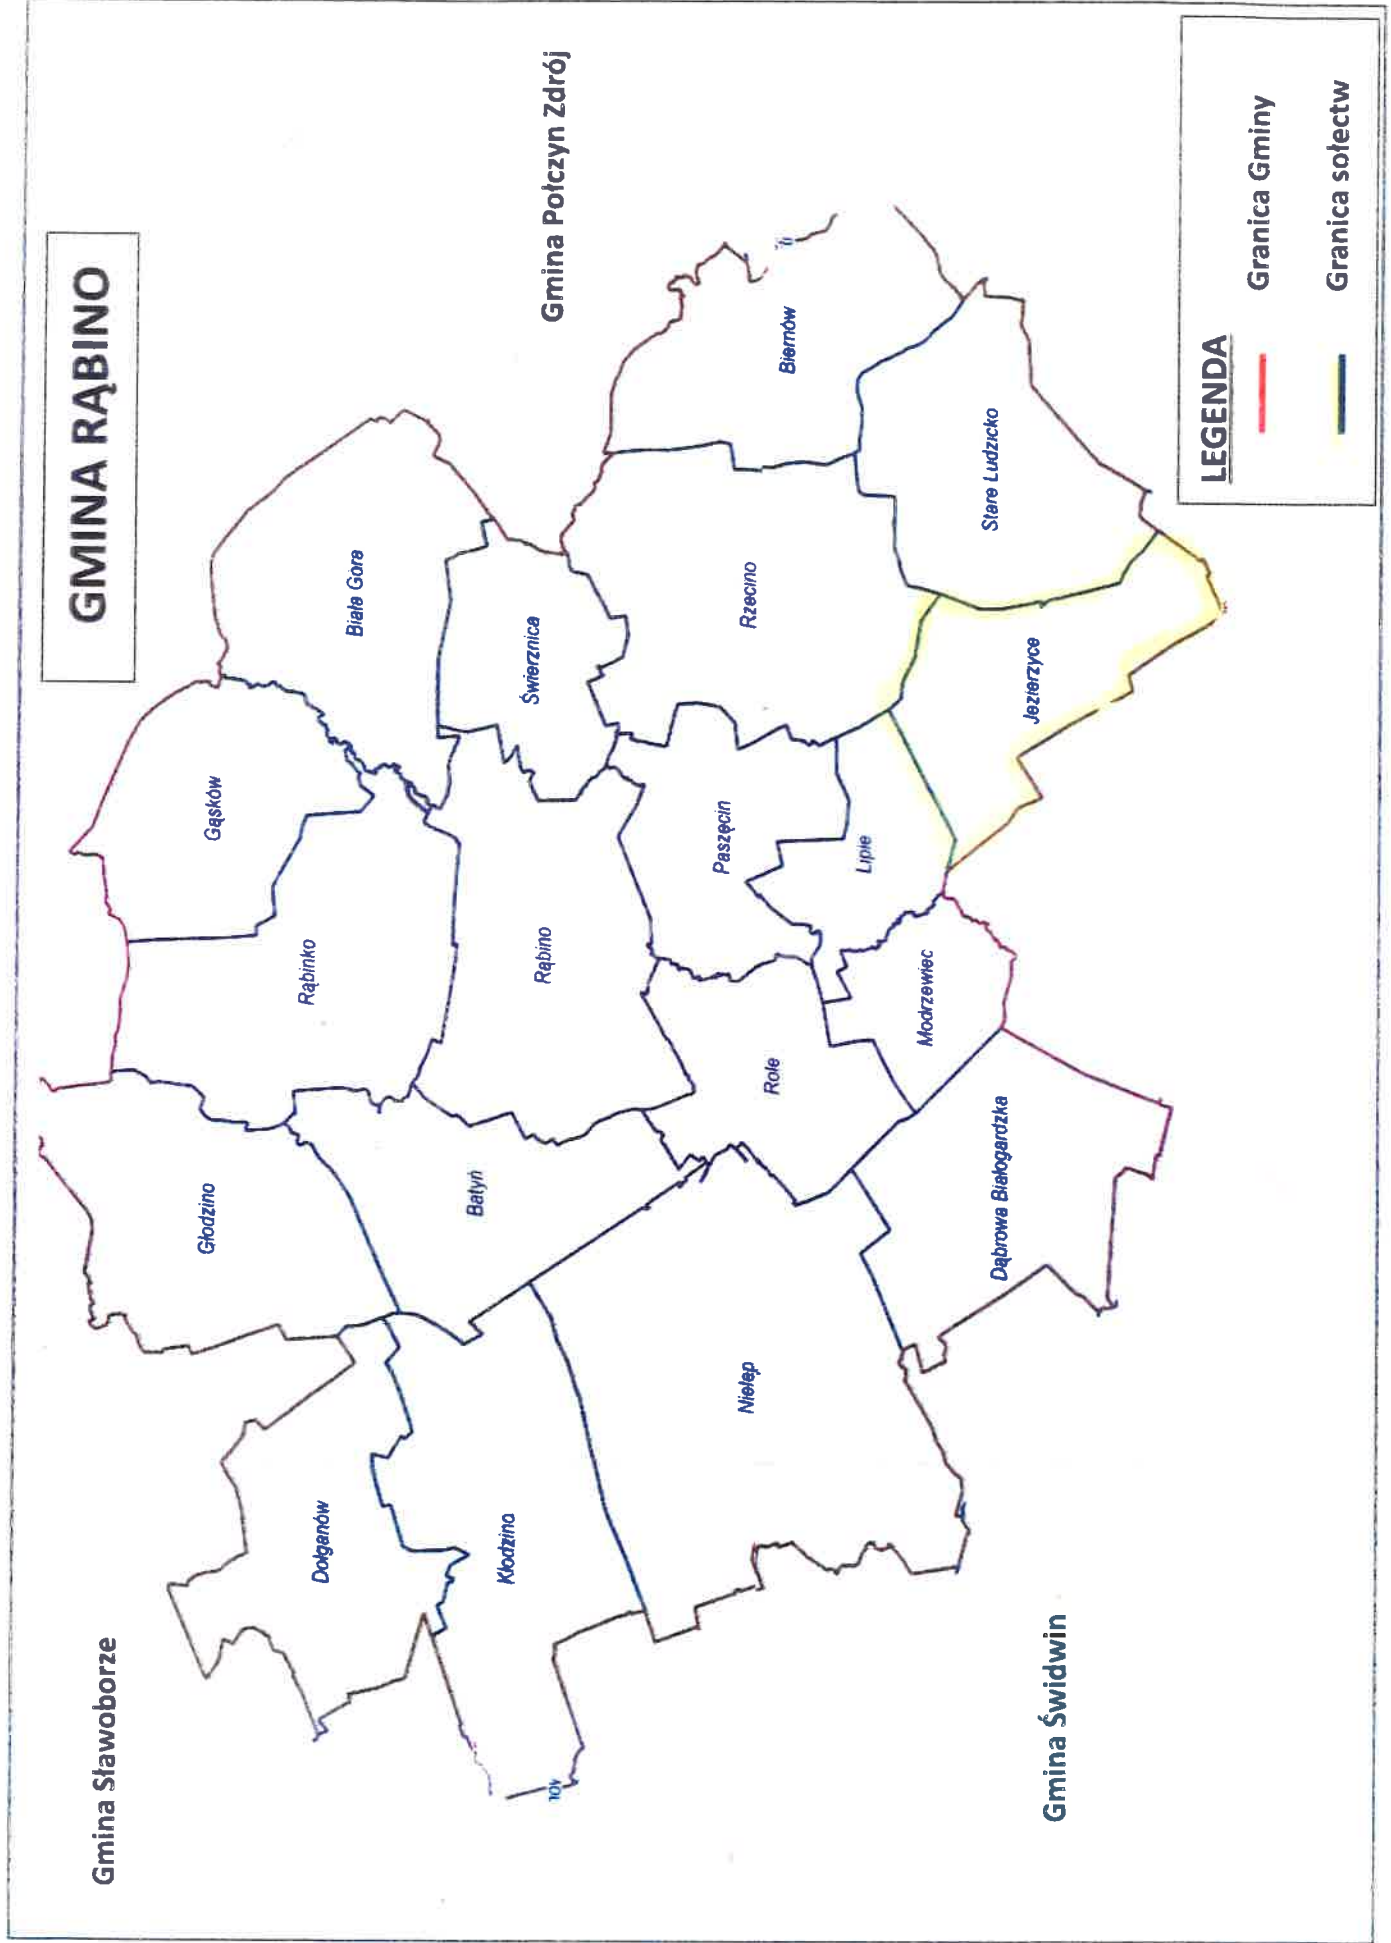 GMINA RĄBINO
Gmina Sławoborze
Gmina Połczyn Zdrój
Gąsków
Biała Góra
Głodzino
Rąbinko
Dołganów
Świerznica
Batyń
Rąbino
Kłodzino
Rzecino
Biernów
Paszęcin
Role
Nielep
Lipie
Modrzewiec
Stare Ludzicko
Jezierzyce
Dąbrowa Białogardzka
Gmina Świdwin
LEGENDA
Granica Gminy
Granica sołectw